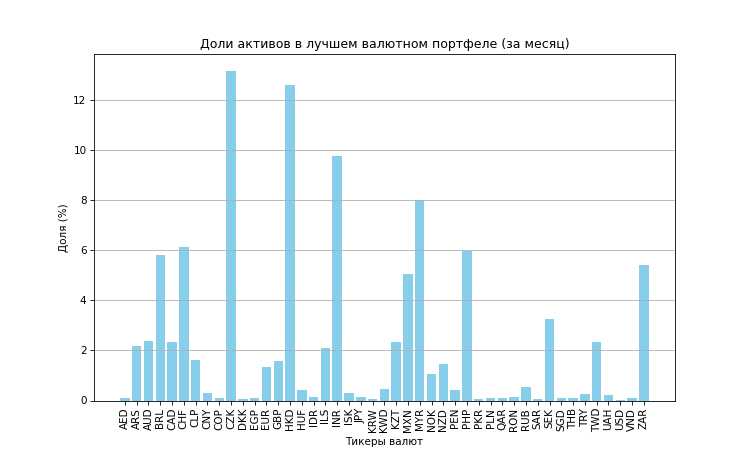 Доли активов в лучшем валютном портфеле (за месяц)
Доля (%)
12
10
8
6
4
2
0
AED ARS AUD BRL CAD CHF CLP CNY COP CZK DKK EGP EUR GBP HKD HUF IDR ILS INR ISK JPY KRW KWD KZT MXN MYR NOK NZD PEN PHP PKR PLN QAR RON RUB SAR SEK SGD THB TRY TWD UAH USD VND ZAR
Тикеры валют